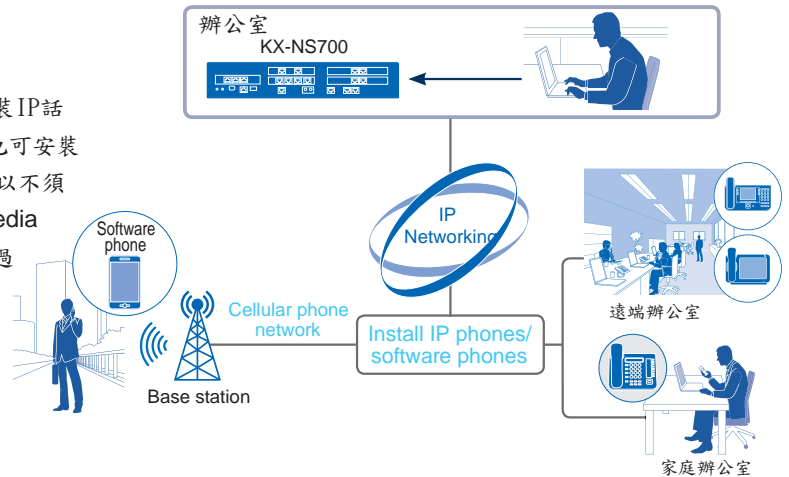 辦公室
KX-NS700
裝IP話
也可安裝
以不須
edia
過
Software
phone
IP
Networking
Cellular phone
network
Install IP phones/
software phones
Base station
遠端辦公室
家庭辦公室